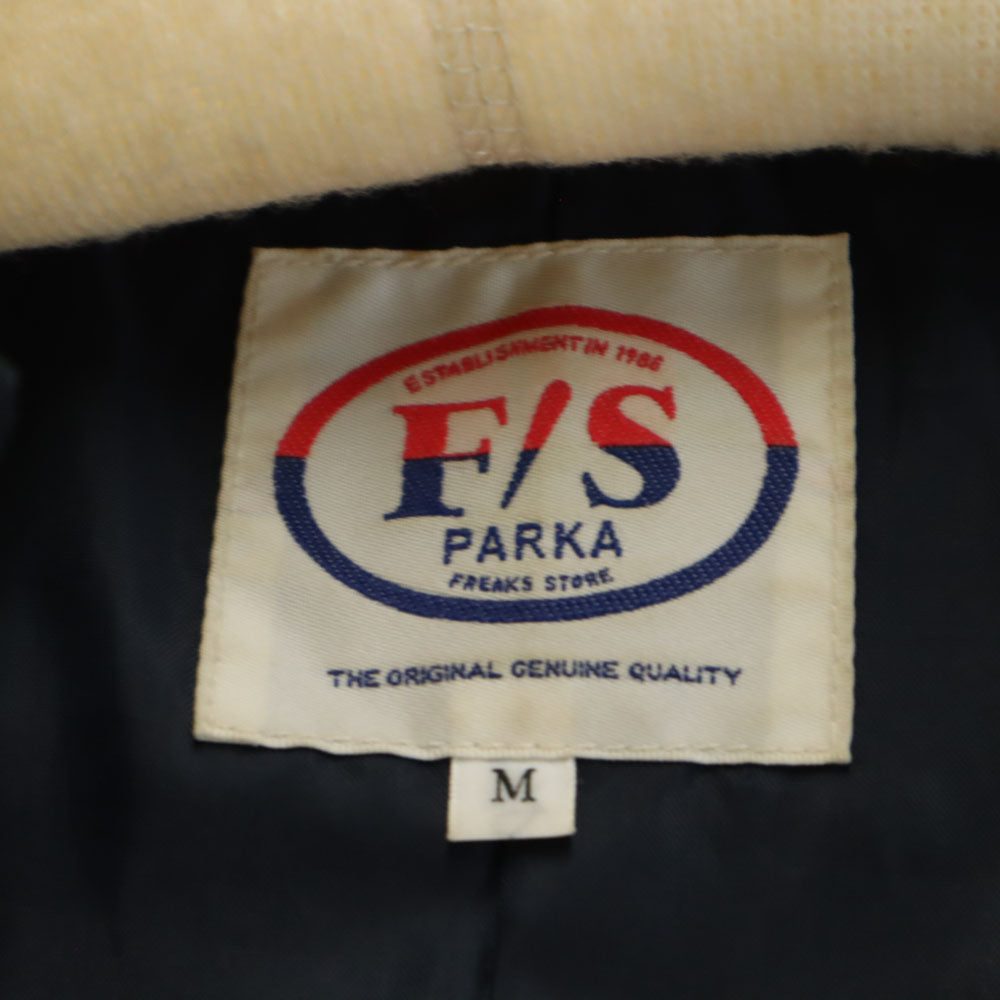 ESTABLISHMENT IN 1986
F/S
PARKA
FREAKS STORE
THE ORIGINAL GENUINE QUALITY
M